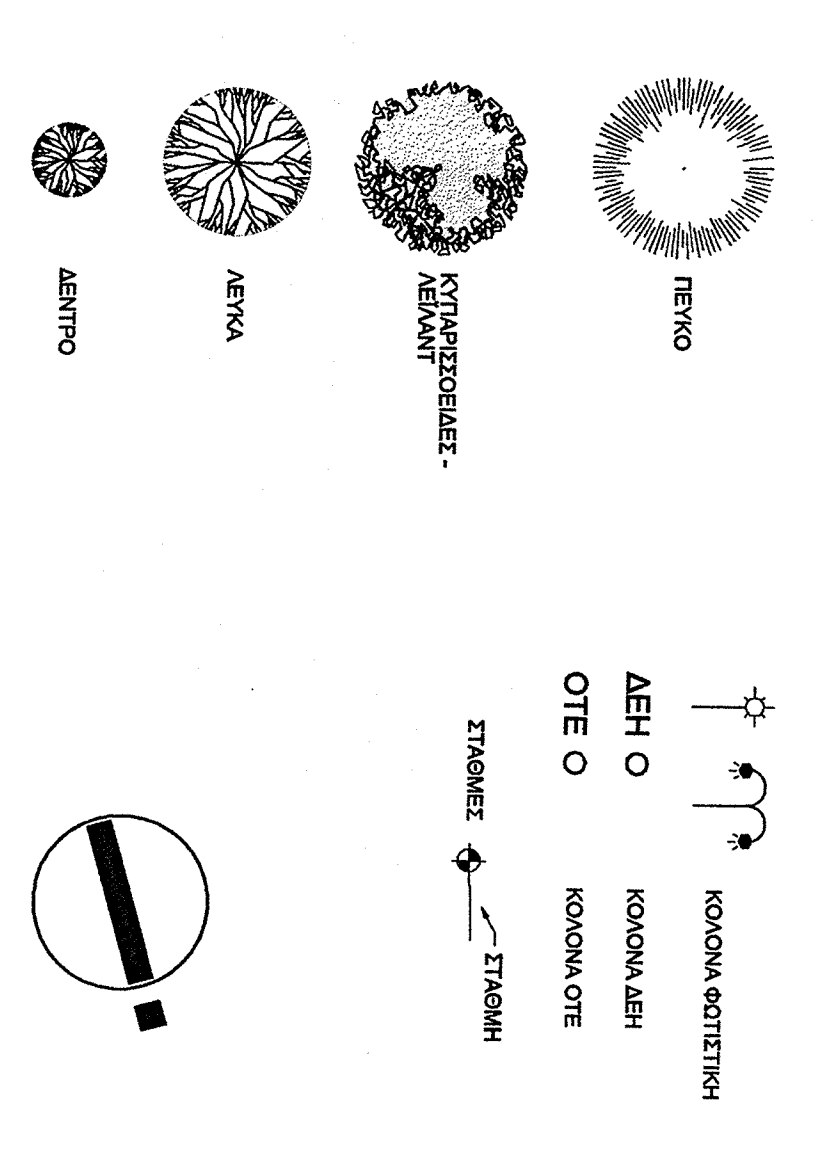 ΠΕΥΚΟ
ΚΥΠΑΡΙΣΣΟΕΙΔΕΣ -
ΛΕΪΛΑΝΤ
ΛΕΥΚΑ
ΔΕΝΤΡΟ
ΚΟΛΟΝΑ ΦΩΤΙΣΤΙΚΗ
ΔΕΗ
ΚΟΛΟΝΑ ΔΕΗ
ΟΤΕ
ΚΟΛΟΝΑ ΟΤΕ
ΣΤΑΘΜΕΣ
ΣΤΑΘΜΗ